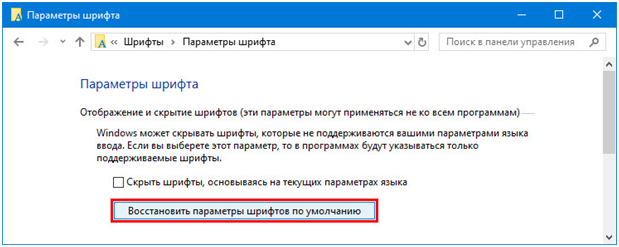 Параметры шрифта
« Шрифты › Параметры шрифта
Поиск в панели управления
Параметры шрифта
Отображение и скрытие шрифтов (эти параметры могут применяться не ко всем программам)
Windows может скрывать шрифты, которые не поддерживаются вашими параметрами языка
ввода. Если вы выберете этот параметр, то в программах будут указываться только
поддерживаемые шрифты.
Скрыть шрифты, основываясь на текущих параметрах языка
Восстановить параметры шрифтов по умолчанию